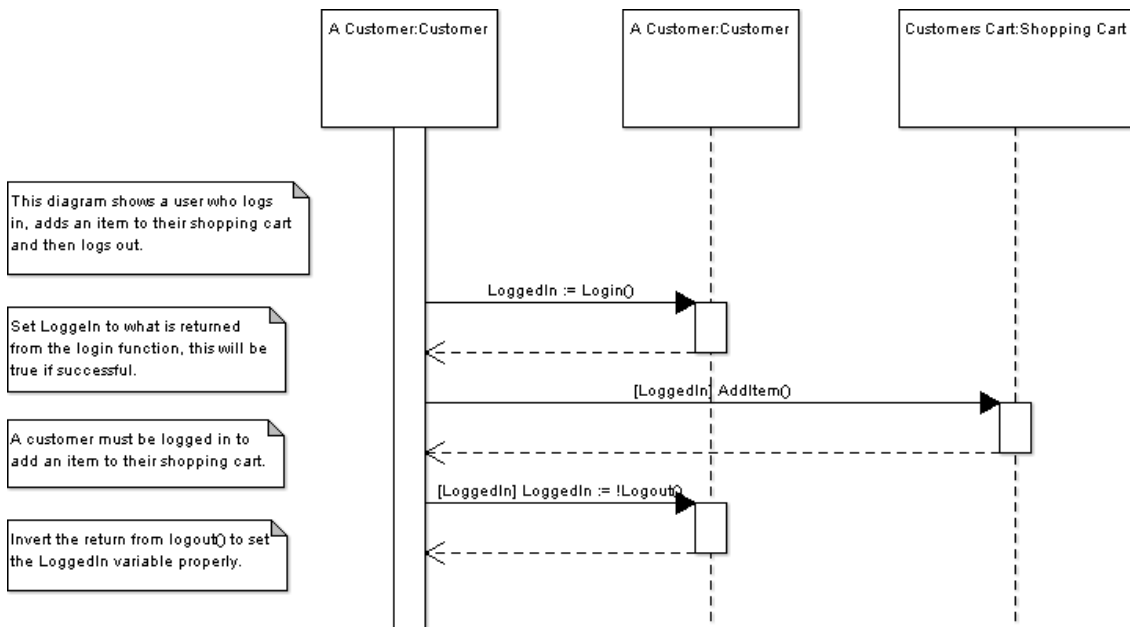 A Customer:Customer
A Customer:Customer
Customers Cart:Shopping Cart
This diagram shows a user who logs
in, adds an item to their shopping cart
and then logs out.
LoggedIn := Login()
Set LoggeIn to what is returned
from the login function, this will be
true if successful.
[LoggedIn] AddItem()
A customer must be logged in to
add an item to their shopping cart.
[LoggedIn] LoggedIn := !Logout()
Invert the return from logout() to set
the LoggedIn variable properly.